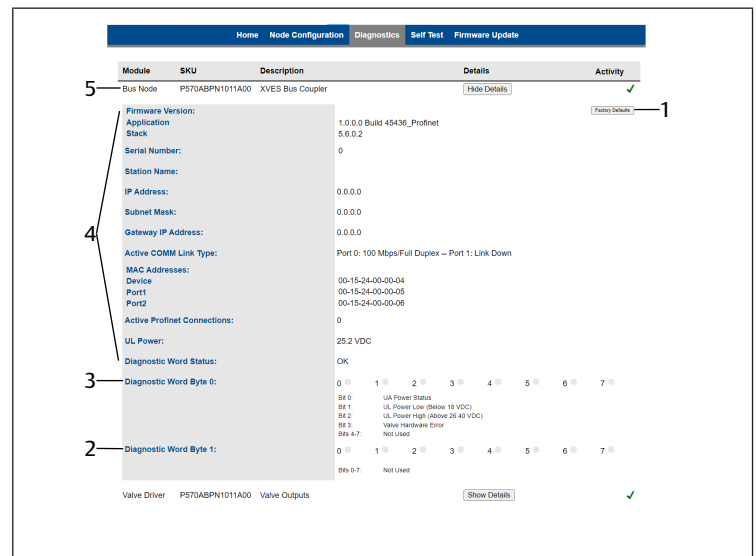 Home Node Configuration Diagnostics Self Test Firmware Update
Module SKU Description Details Activity
5 Bus Node P570ABPN1011A00 XVES Bus Coupler Hide Details
Firmware Version: Factory Defaults 1
Application 1.0.0.0 Build 45436_Profinet
Stack 5.6.0.2
Serial Number: 0
Station Name:
IP Address: 0.0.0.0
Subnet Mask: 0.0.0.0
4 Gateway IP Address: 0.0.0.0
Active COMM Link Type: Port 0: 100 Mbps/Full Duplex -- Port 1: Link Down
MAC Addresses:
Device 00-15-24-00-00-04
Port1 00-15-24-00-00-05
Port2 00-15-24-00-00-06
Active Profinet Connections: 0
UL Power: 25.2 VDC
Diagnostic Word Status: OK
3 Diagnostic Word Byte 0: 0 1 2 3 4 5 6 7
Bit 0: UA Power Status
Bit 1: UL Power Low (Below 18 VDC)
Bit 2: UL Power High (Above 26.40 VDC)
Bit 3 Valve Hardware Error
Bits 4-7: Not Used
2 Diagnostic Word Byte 1: 0 1 2 3 4 5 6 7
Bits 0-7: Not Used
Valve Driver P570ABPN1011A00 Valve Outputs Show Details